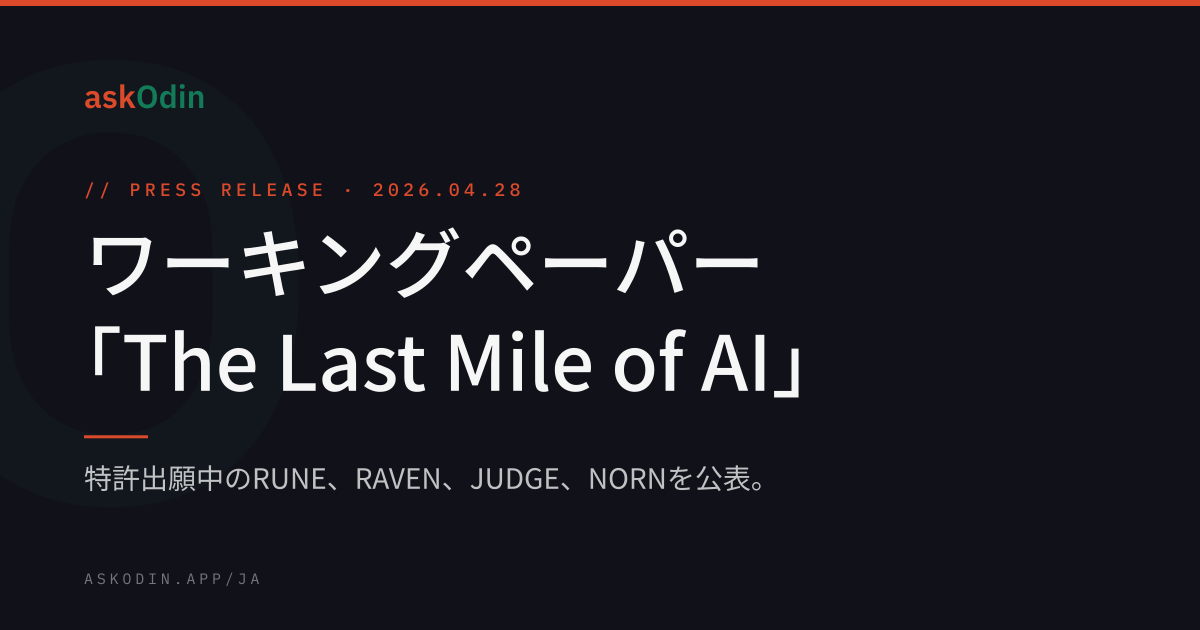 askOdin
// PRESS RELEASE · 2026.04.28
ワーキングペーパー
「The Last Mile of AI」
特許出願中のRUNE、RAVEN、JUDGE、NORNを公表。
ASKODIN.APP/JA